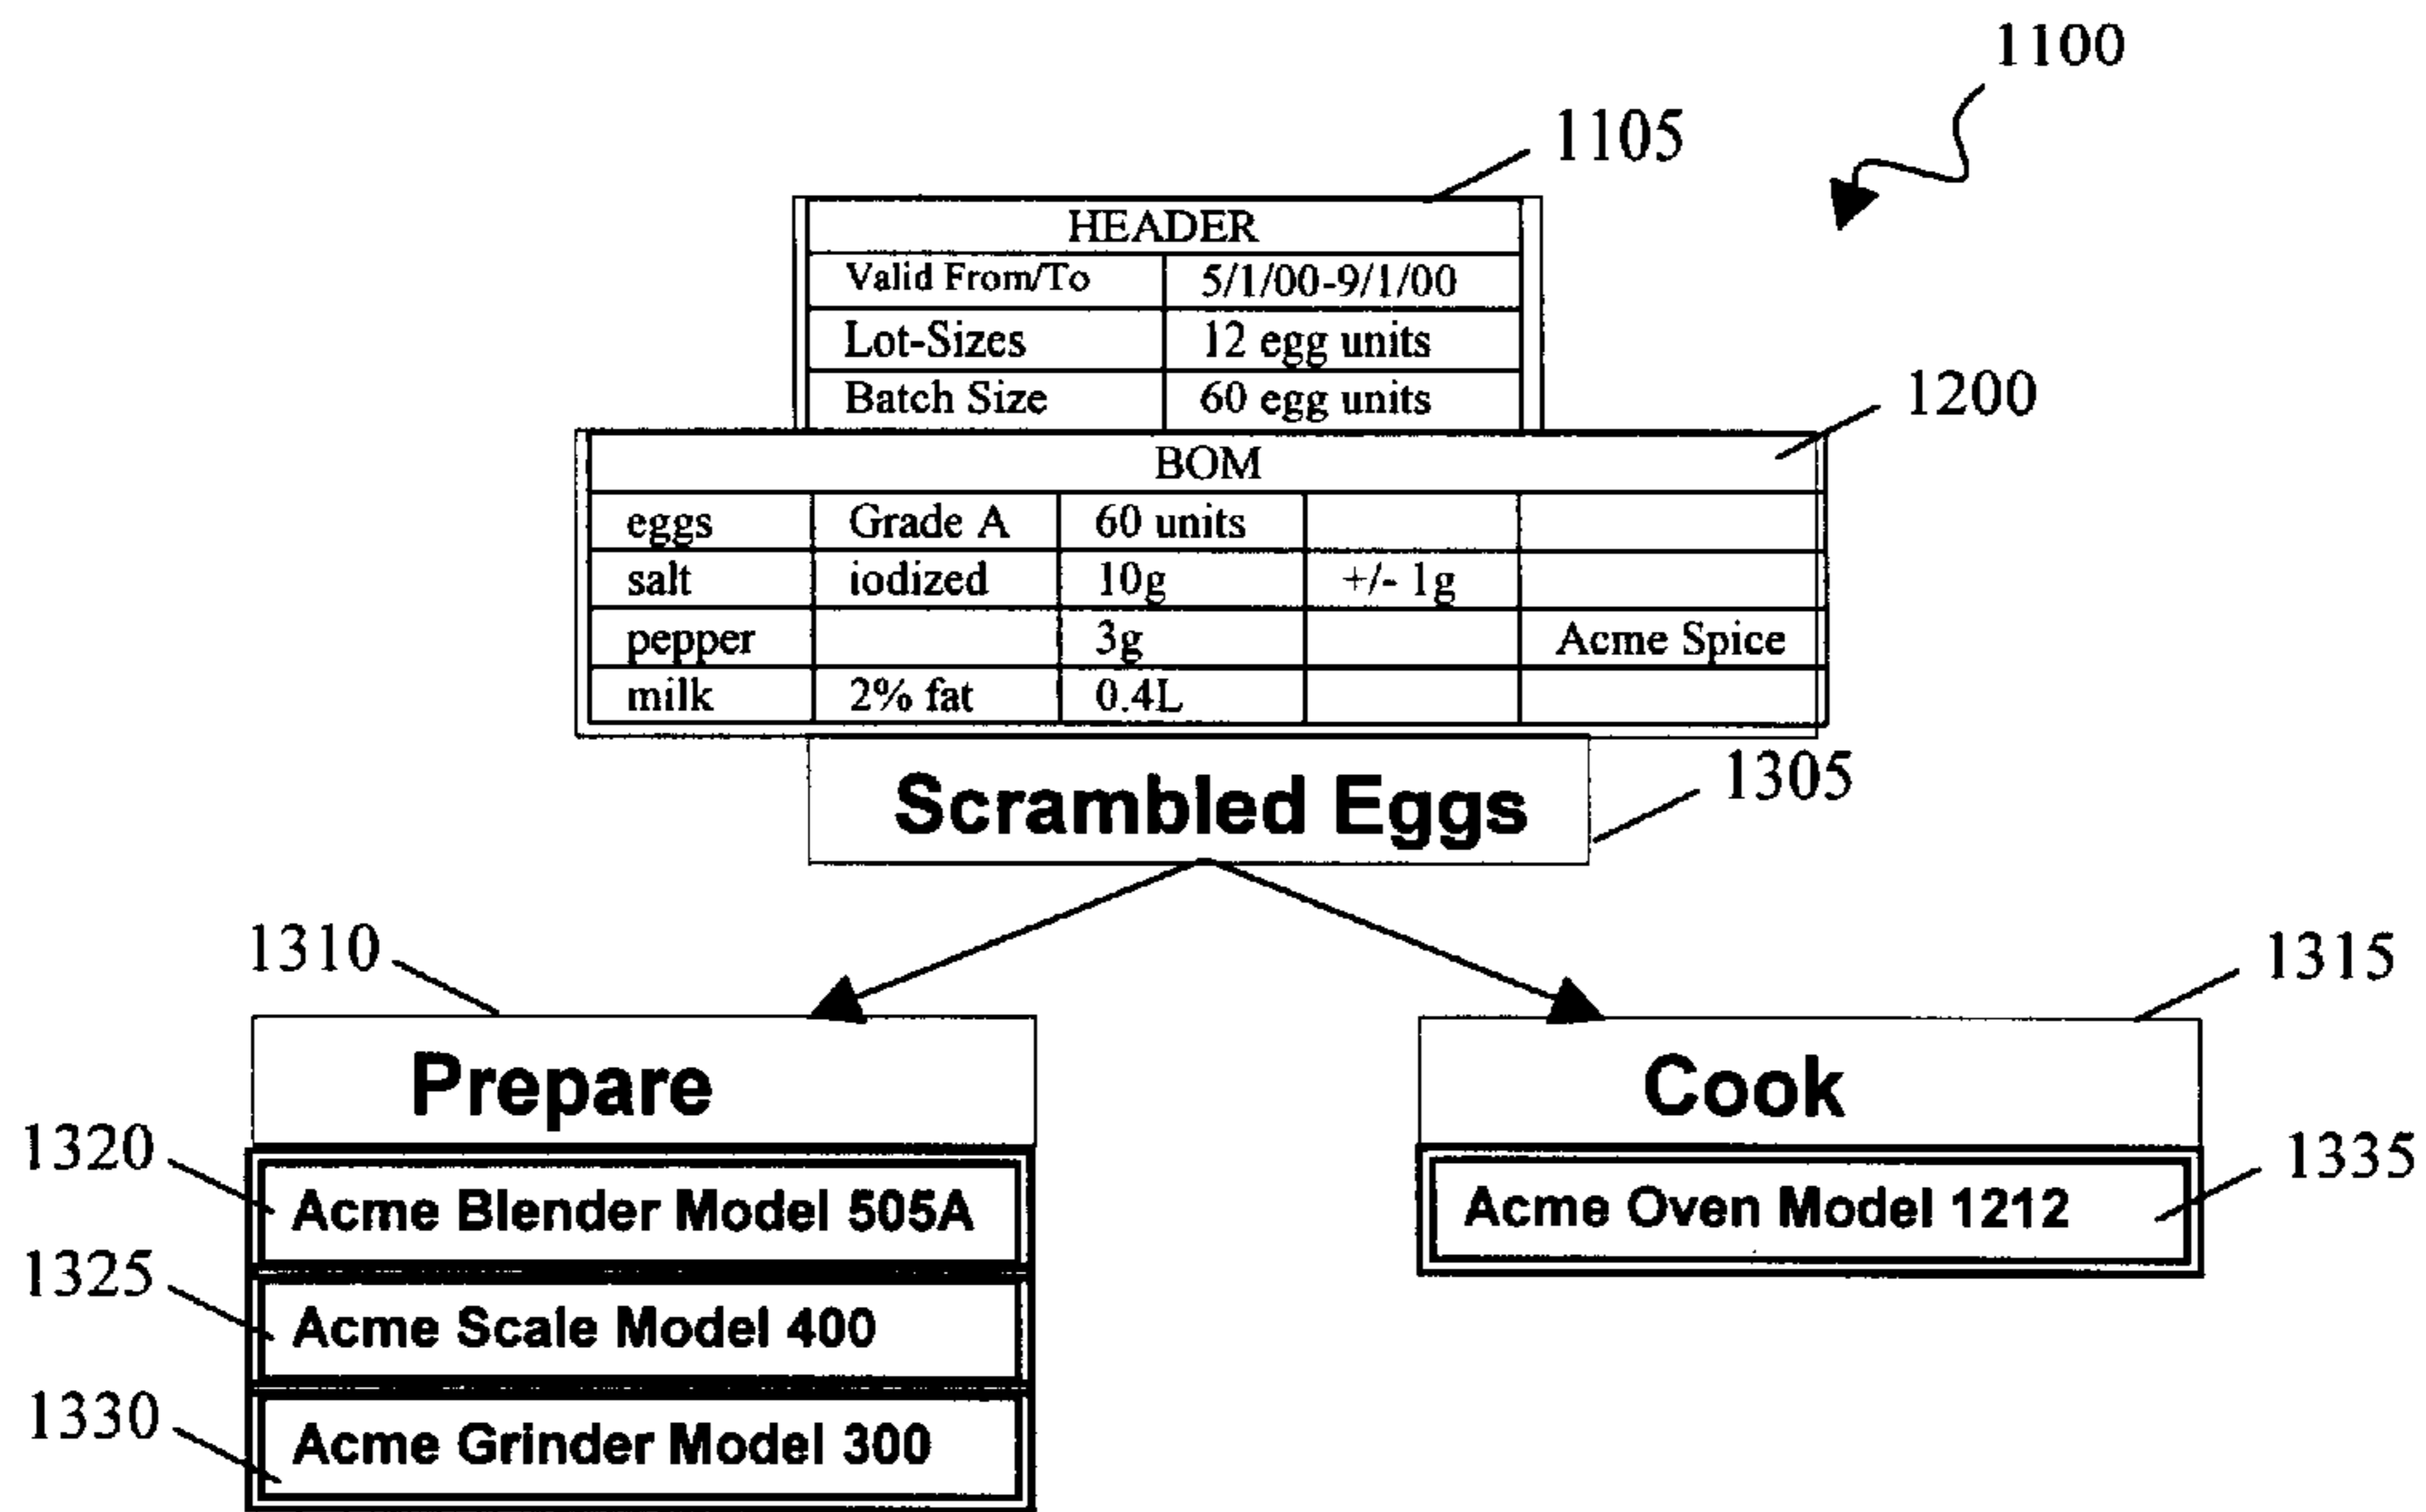 1100
1105
HEADER
Valid From/To 5/1/00-9/1/00
Lot-Sizes 12 egg units
Batch Size 60 egg units
1200
BOM
eggs Grade A 60 units
salt iodized 10g +/- 1g
pepper 3g Acme Spice
milk 2% fat 0.4L
Scrambled Eggs
1305
1310
1315
Prepare
Cook
1320
Acme Blender Model 505A
Acme Oven Model 1212
1335
1325
Acme Scale Model 400
1330
Acme Grinder Model 300